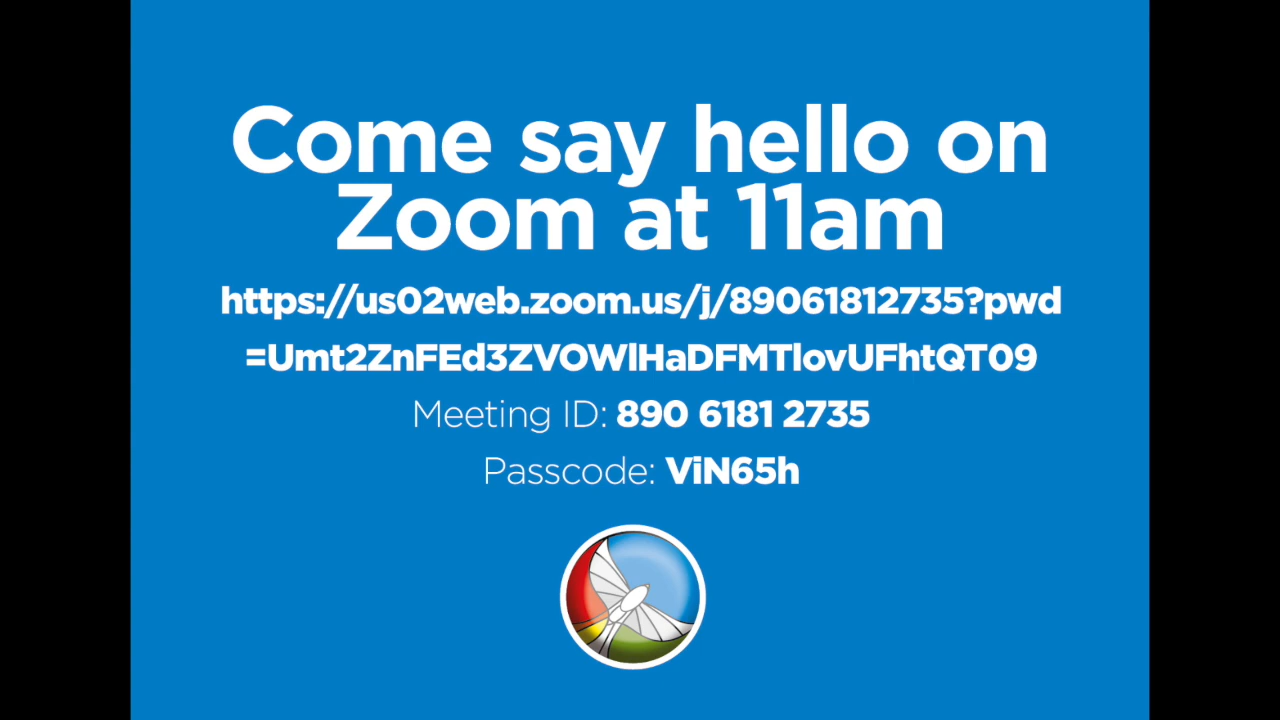 Come say hello on
Zoom at 11am
https://us02web.zoom.us/j/89061812735?pwd
=Umt2ZnFEd3ZVOWlHaDFMTlovUFhtQT09
Meeting ID: 890 6181 2735
Passcode: ViN65h